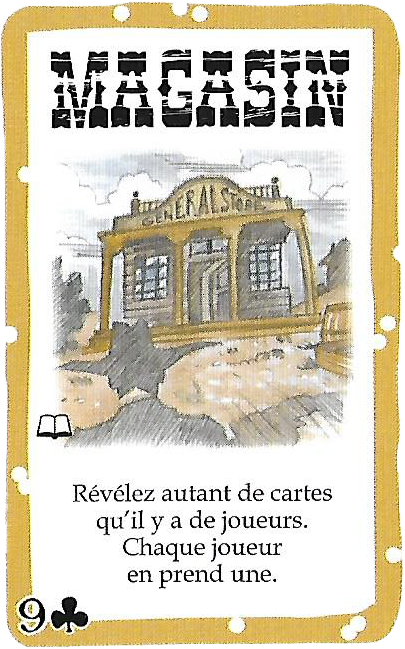 MAGASIN
GENERAL STORE
Révélez autant de cartes
qu'il y a de joueurs.
Chaque joueur
en prend une.
9♣